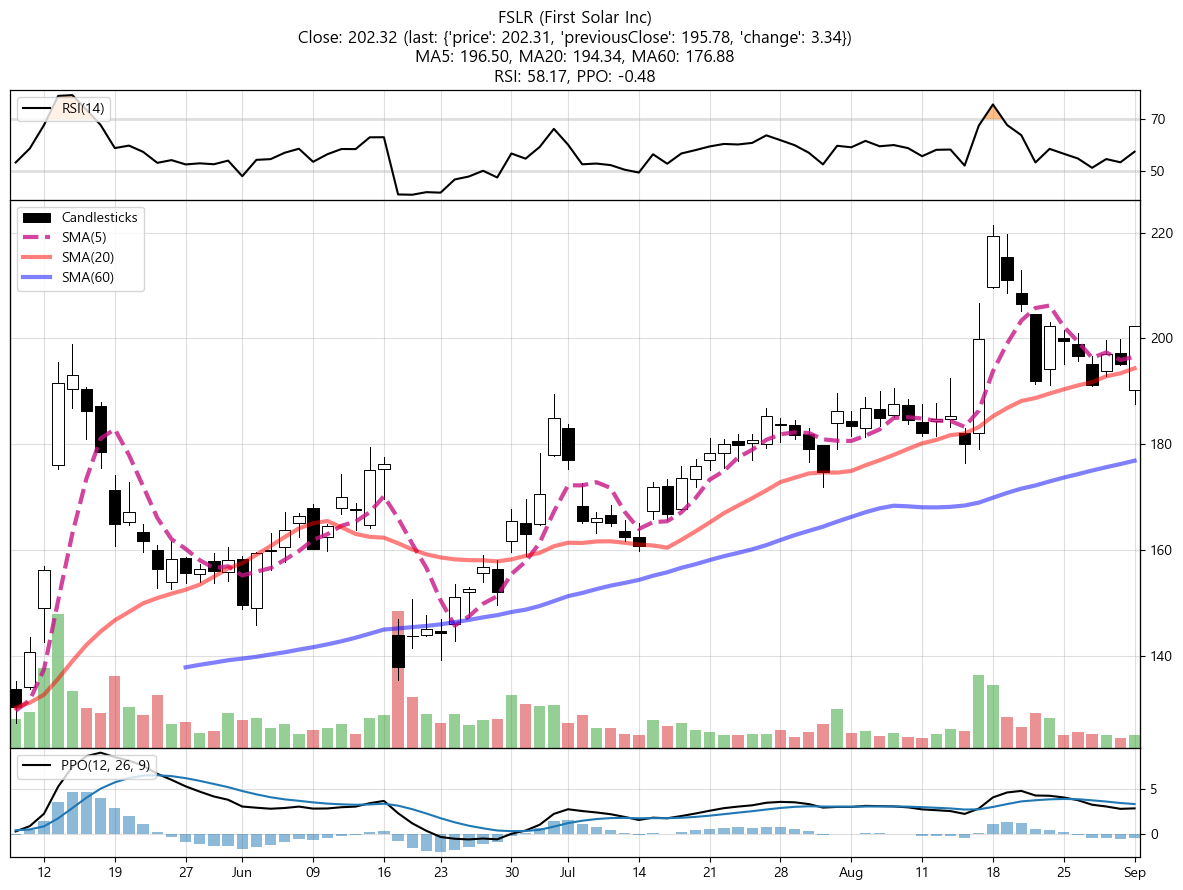 FSLR (First Solar Inc)
Close: 202.32 (last: {'price': 202.31, 'previousClose': 195.78, 'change': 3.34})
MA5: 196.50, MA20: 194.34, MA60: 176.88
RSI: 58.17, PPO: -0.48
RSI(14)
70
50
Candlesticks
SMA(5)
SMA(20)
SMA(60)
220
200
180
160
140
PPO(12, 26, 9)
5
0
12 19 27 Jun 09 16 23 30 Jul 14 21 28 Aug 11 18 25 Sep